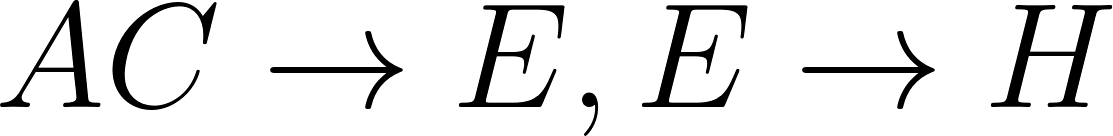 AC → E, E → H